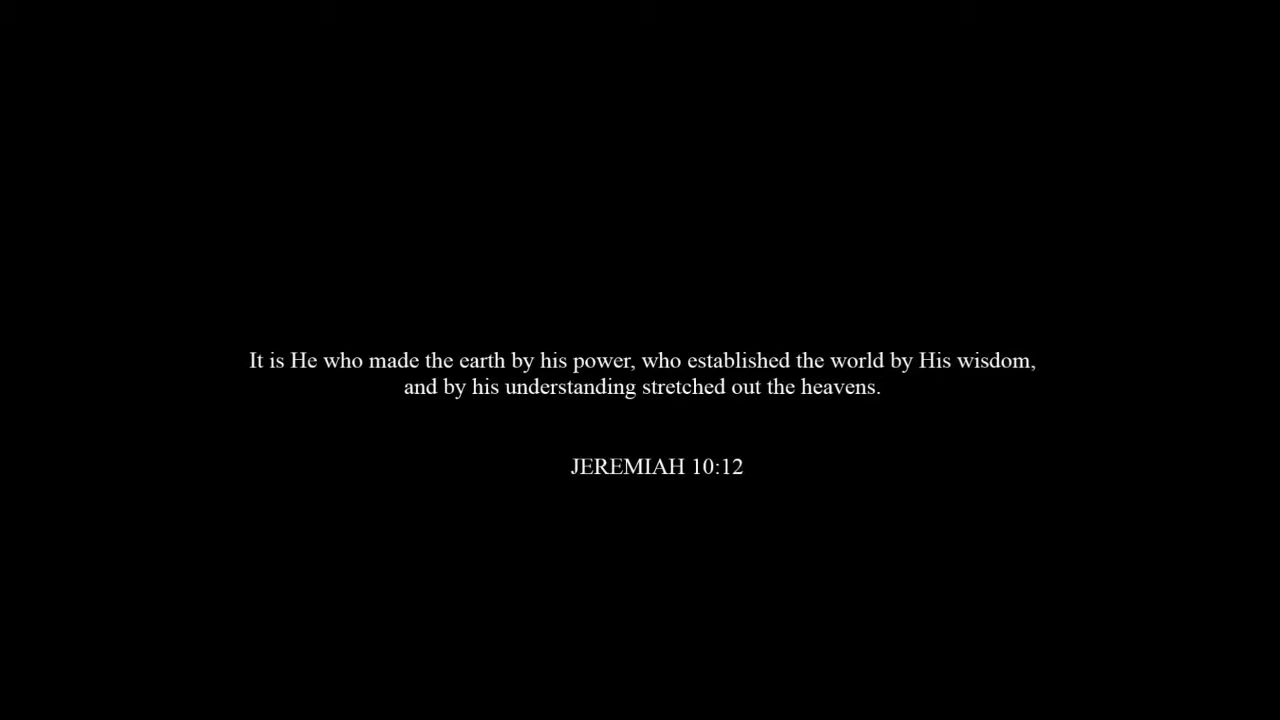 It is He who made the earth by his power, who established the world by His wisdom,
and by his understanding stretched out the heavens.
JEREMIAH 10:12